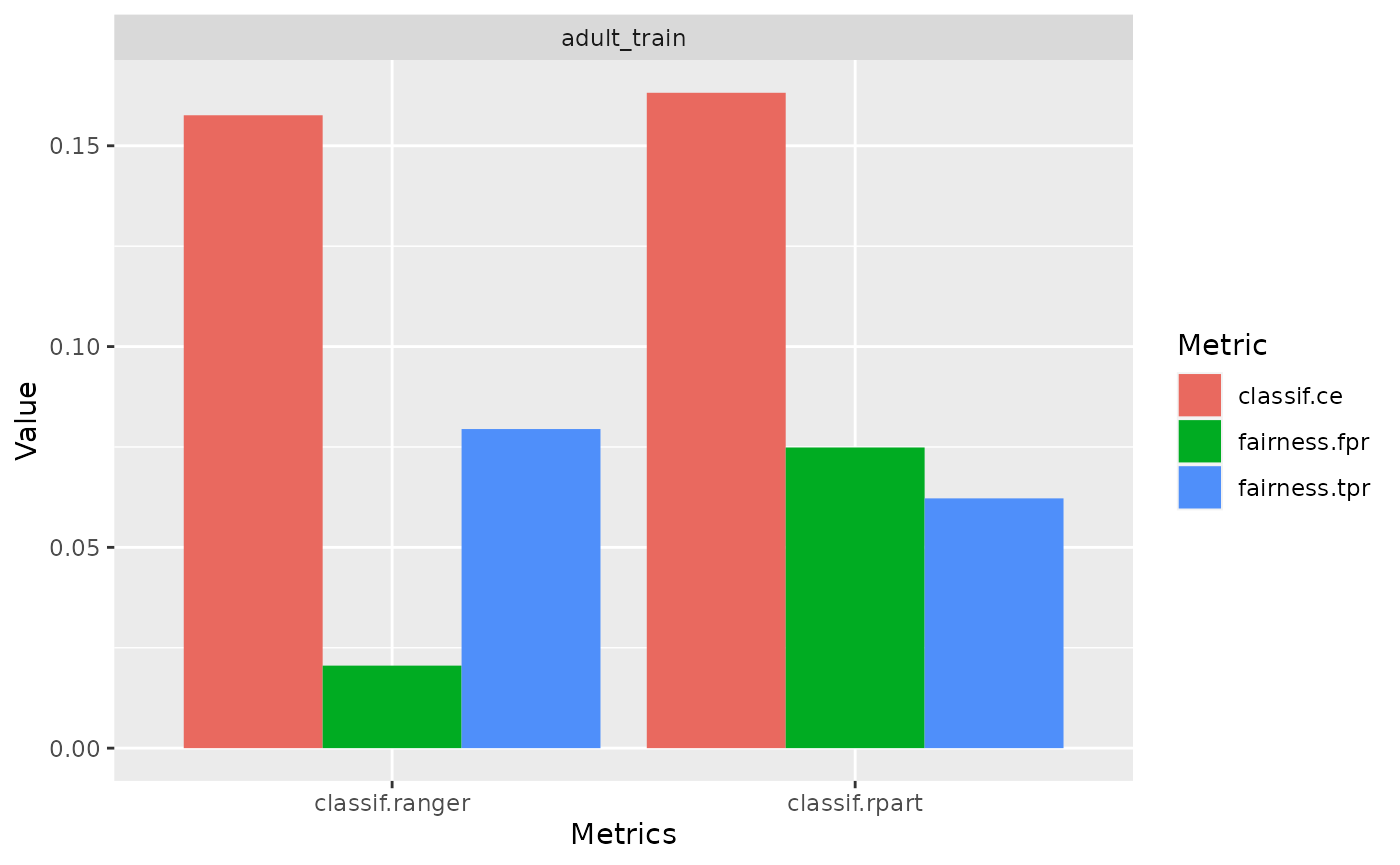 adult_train
0.15
0.10
0.05
0.00
Value
classif.ranger
classif.rpart
Metrics
Metric
classif.ce
fairness.fpr
fairness.tpr